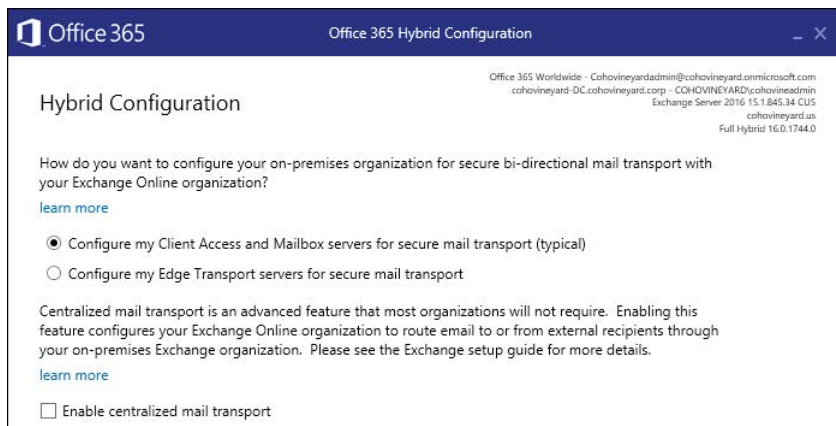 Office 365
Office 365 Hybrid Configuration
Office 365 Worldwide - Cohovineyardadmin@cohovineyard.onmicrosoft.com
cohovineyard-DC.cohovineyard.corp - COHOVINEYARD\cohovineadmin
Exchange Server 2016 15.1.845.34 CU5
cohovineyard.us
Full Hybrid 16.0.1744.0
Hybrid Configuration
How do you want to configure your on-premises organization for secure bi-directional mail transport with
your Exchange Online organization?
learn more
Configure my Client Access and Mailbox servers for secure mail transport (typical)
Configure my Edge Transport servers for secure mail transport
Centralized mail transport is an advanced feature that most organizations will not require. Enabling this
feature configures your Exchange Online organization to route email to or from external recipients through
your on-premises Exchange organization. Please see the Exchange setup guide for more details.
learn more
Enable centralized mail transport